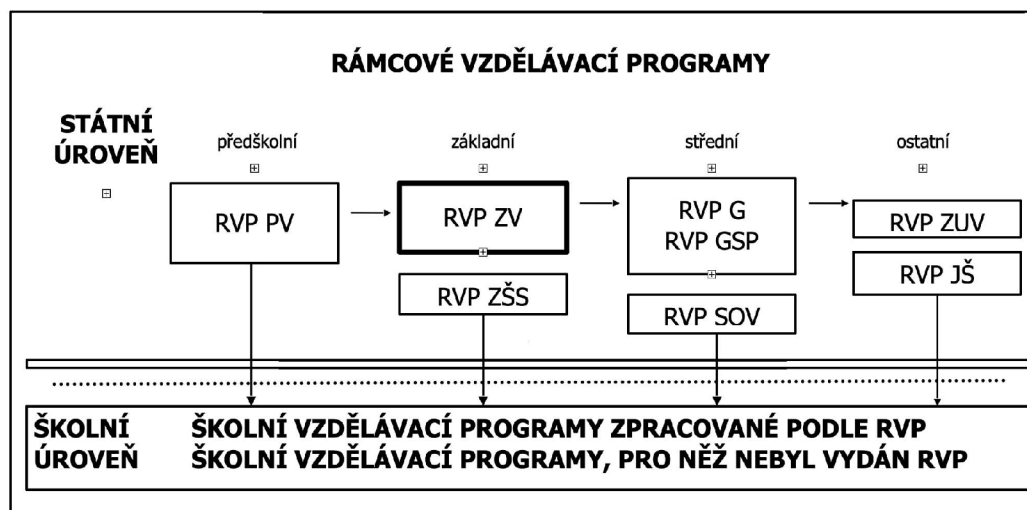 RÁMCOVÉ VZDĚLÁVACÍ PROGRAMY
STÁTNÍ
ÚROVEŇ
předškolní
základní
střední
ostatní
RVP PV
RVP ZV
RVP G
RVP GSP
RVP ZUV
RVP ZŠS
RVP SOV
RVP JŠ
ŠKOLNÍ ŠKOLNÍ VZDĚLÁVACÍ PROGRAMY ZPRACOVANÉ PODLE RVP
ÚROVEŇ ŠKOLNÍ VZDĚLÁVACÍ PROGRAMY, PRO NĚŽ NEBYL VYDÁN RVP